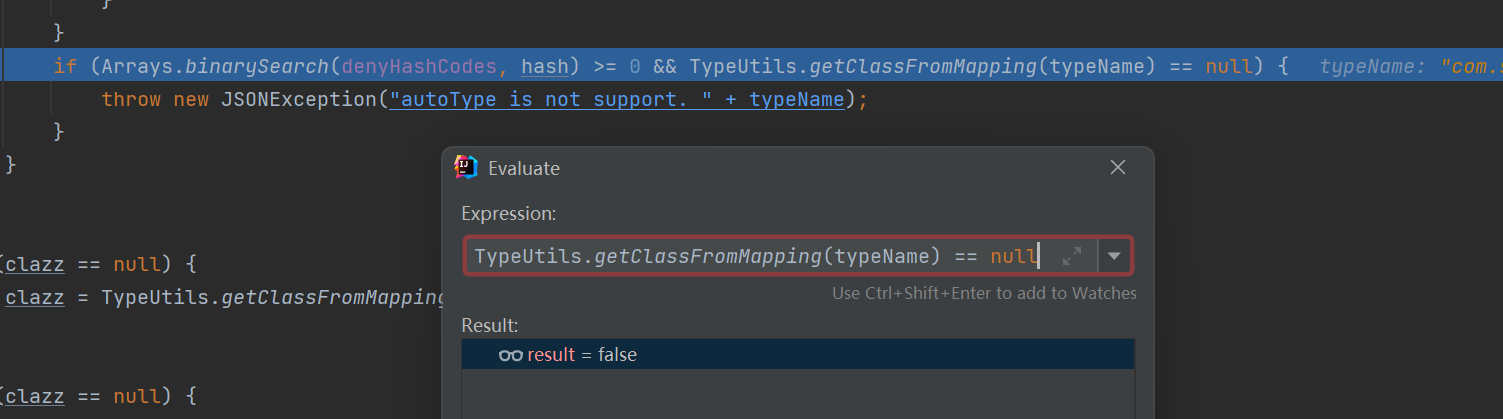 }
}
if (Arrays.binarySearch(denyHashCodes, hash) >= 0 && TypeUtils.getClassFromMapping(typeName) == null) { typeName: "com.s
throw new JSONException("autoType is not support. " + typeName);
}
}
Evaluate
Expression:
TypeUtils.getClassFromMapping(typeName) == null
Use Ctrl+Shift+Enter to add to Watches
(clazz == null) {
clazz = TypeUtils.getClassFromMapping
Result:
result = false
(clazz == null) {